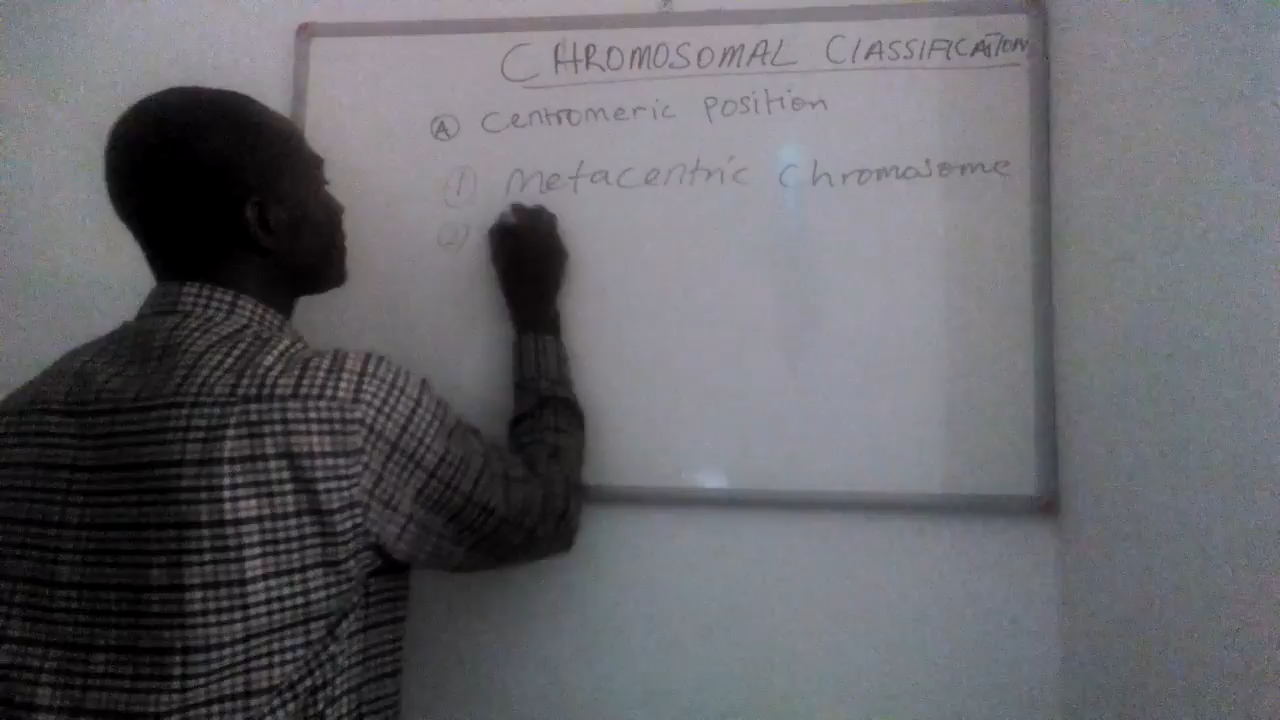 CHROMOSOMAL CLASSIFICATION
Ⓐ Centromeric position
① Metacentric Chromosome
②